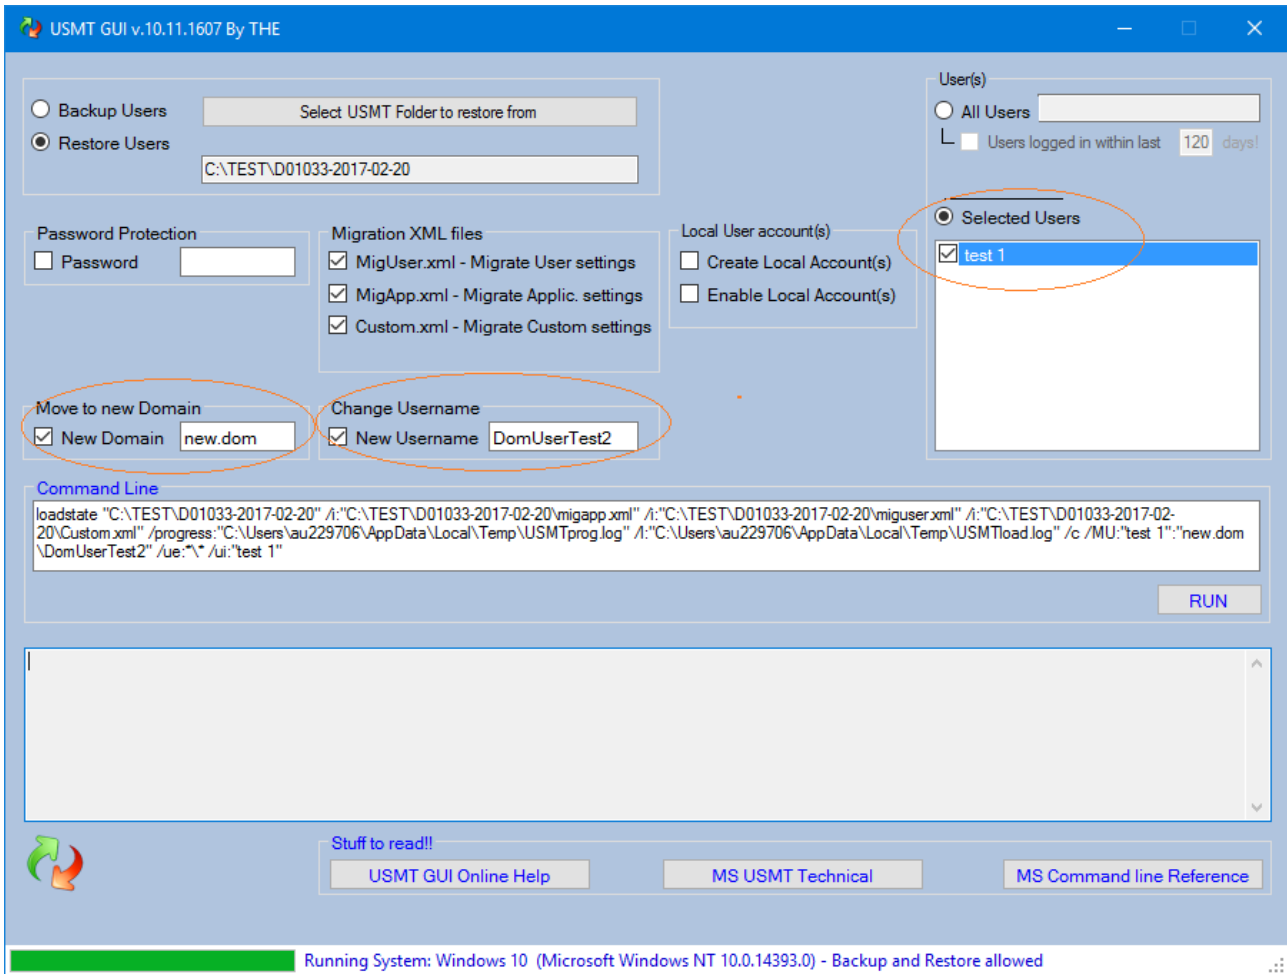 USMT GUI v.10.11.1607 By THE
Backup Users
Select USMT Folder to restore from
Restore Users
C:\TEST\D01033-2017-02-20
User(s)
All Users
Users logged in within last 120 days!
Selected Users
test 1
Password Protection
Password
Migration XML files
MigUser.xml - Migrate User settings
MigApp.xml - Migrate Applic. settings
Custom.xml - Migrate Custom settings
Local User account(s)
Create Local Account(s)
Enable Local Account(s)
Move to new Domain
New Domain new.dom
Change Username
New Username DomUserTest2
Command Line
loadstate "C:\TEST\D01033-2017-02-20" /i:"C:\TEST\D01033-2017-02-20\migapp.xml" /i:"C:\TEST\D01033-2017-02-20\miguser.xml" /i:"C:\TEST\D01033-2017-02-
20\Custom.xml" /progress:"C:\Users\au229706\AppData\Local\Temp\USMTprog.log" /l:"C:\Users\au229706\AppData\Local\Temp\USMTload.log" /c /MU:"test 1":"new.dom
\DomUserTest2" /ue:*\* /ui:"test 1"
RUN
Stuff to read!!
USMT GUI Online Help
MS USMT Technical
MS Command line Reference
Running System: Windows 10 (Microsoft Windows NT 10.0.14393.0) - Backup and Restore allowed